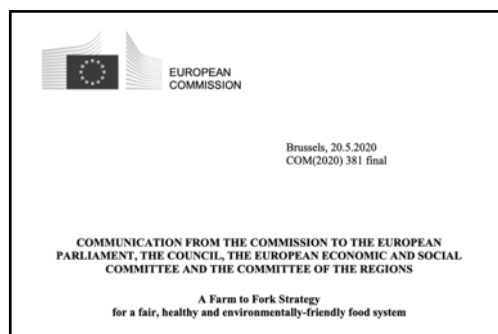 EUROPEAN
COMMISSION
Brussels, 20.5.2020
COM(2020) 381 final
COMMUNICATION FROM THE COMMISSION TO THE EUROPEAN
PARLIAMENT, THE COUNCIL, THE EUROPEAN ECONOMIC AND SOCIAL
COMMITTEE AND THE COMMITTEE OF THE REGIONS
A Farm to Fork Strategy
for a fair, healthy and environmentally-friendly food system